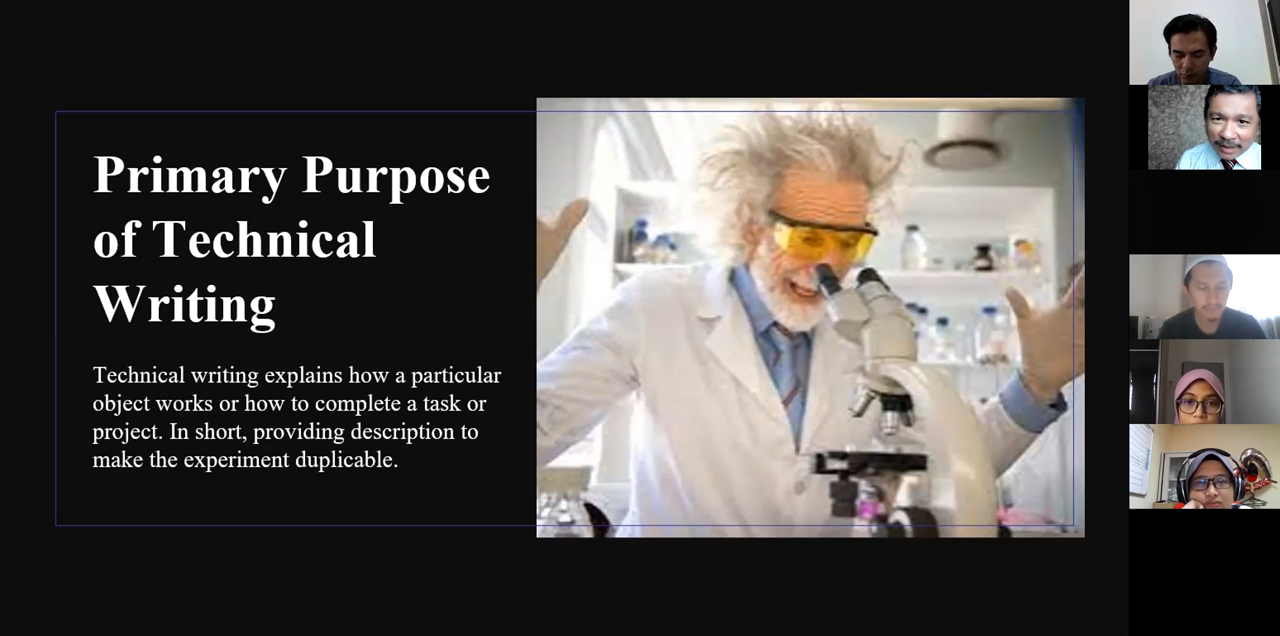 Primary Purpose
of Technical
Writing
Technical writing explains how a particular
object works or how to complete a task or
project. In short, providing description to
make the experiment duplicable.